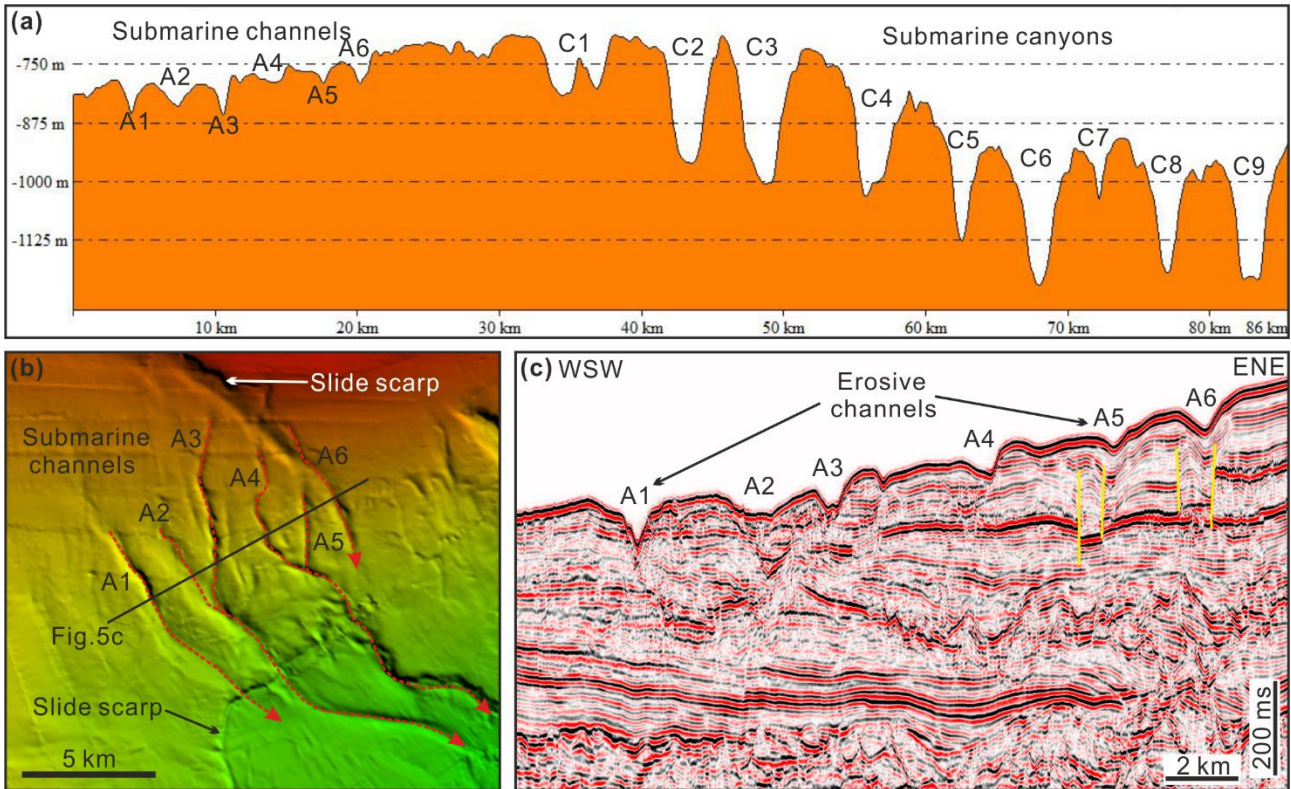 (a)
Submarine channels
Submarine canyons
-750 m
-875 m
-1000 m
-1125 m
A1
A2
A3
A4
A5
A6
C1
C2
C3
C4
C5
C6
C7
C8
C9
10 km
20 km
30 km
40 km
50 km
60 km
70 km
80 km
86 km
(b)
Slide scarp
Submarine
channels
A3
A4
A6
A2
A5
A1
Fig.5c
Slide scarp
5 km
(c) WSW
ENE
Erosive
channels
A1
A2
A3
A4
A5
A6
200 ms
2 km